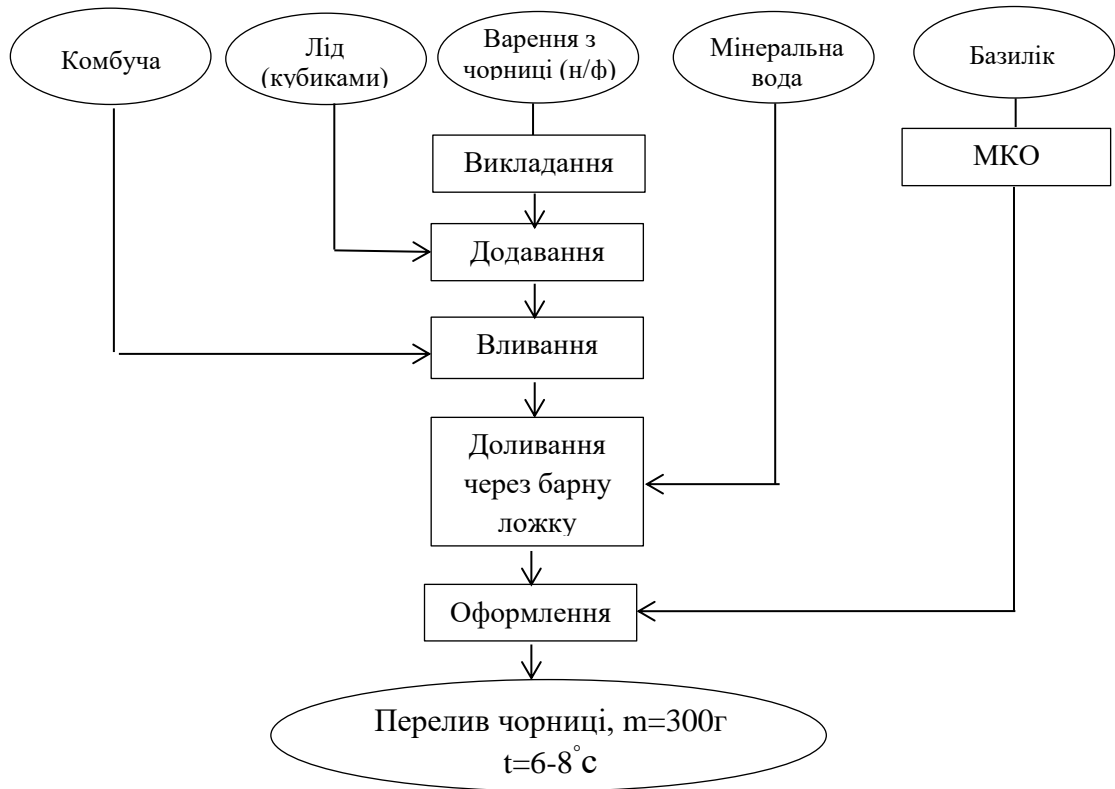 Комбуча
Лід
(кубиками)
Варення з
чорниці (н/ф)
Мінеральна
вода
Базилік
МКО
Викладання
Додавання
Вливання
Доливання
через барну
ложку
Оформлення
Перелив чорниці, m=300г
t=6-8°с